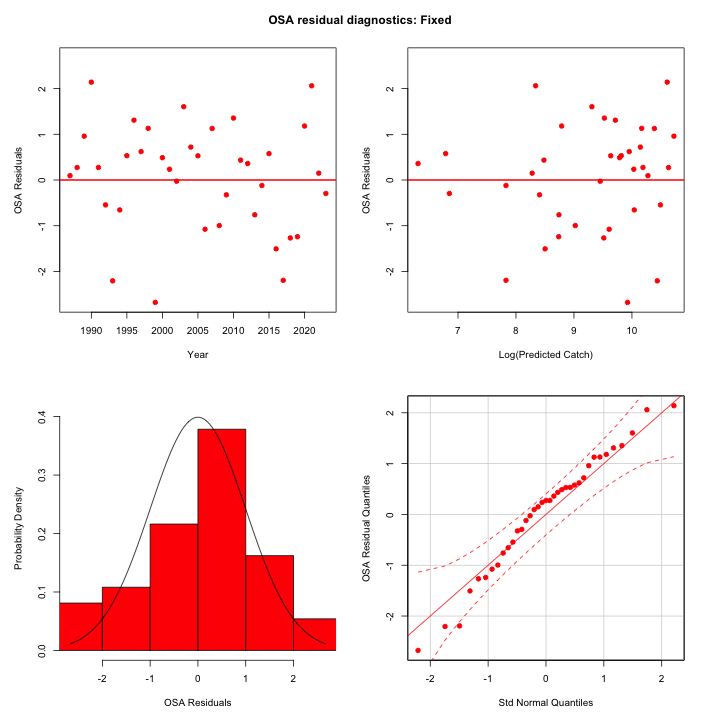 OSA residual diagnostics: Fixed
OSA Residuals
2
1
0
-1
-2
1990 1995 2000 2005 2010 2015 2020
Year
OSA Residuals
2
1
0
-1
-2
7 8 9 10
Log(Predicted Catch)
Probability Density
0.4
0.3
0.2
0.1
0.0
-2 -1 0 1 2
OSA Residuals
OSA Residual Quantiles
2
1
0
-1
-2
-2 -1 0 1 2
Std Normal Quantiles